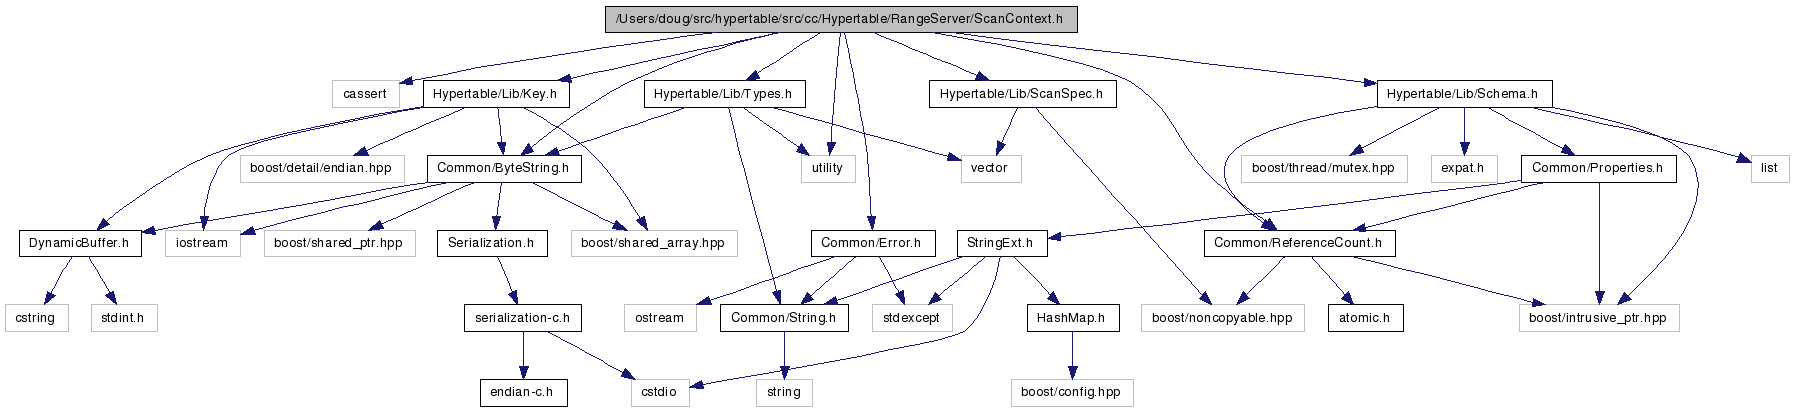 /Users/doug/src/hypertable/src/cc/Hypertable/RangeServer/ScanContext.h
cassert
Hypertable/Lib/Key.h
Hypertable/Lib/Types.h
Hypertable/Lib/ScanSpec.h
Hypertable/Lib/Schema.h
boost/detail/endian.hpp
Common/ByteString.h
utility
vector
boost/thread/mutex.hpp
expat.h
Common/Properties.h
list
DynamicBuffer.h
iostream
boost/shared_ptr.hpp
Serialization.h
boost/shared_array.hpp
Common/Error.h
StringExt.h
Common/ReferenceCount.h
cstring
stdint.h
serialization-c.h
ostream
Common/String.h
stdexcept
HashMap.h
boost/noncopyable.hpp
atomic.h
boost/intrusive_ptr.hpp
endian-c.h
cstdio
string
boost/config.hpp